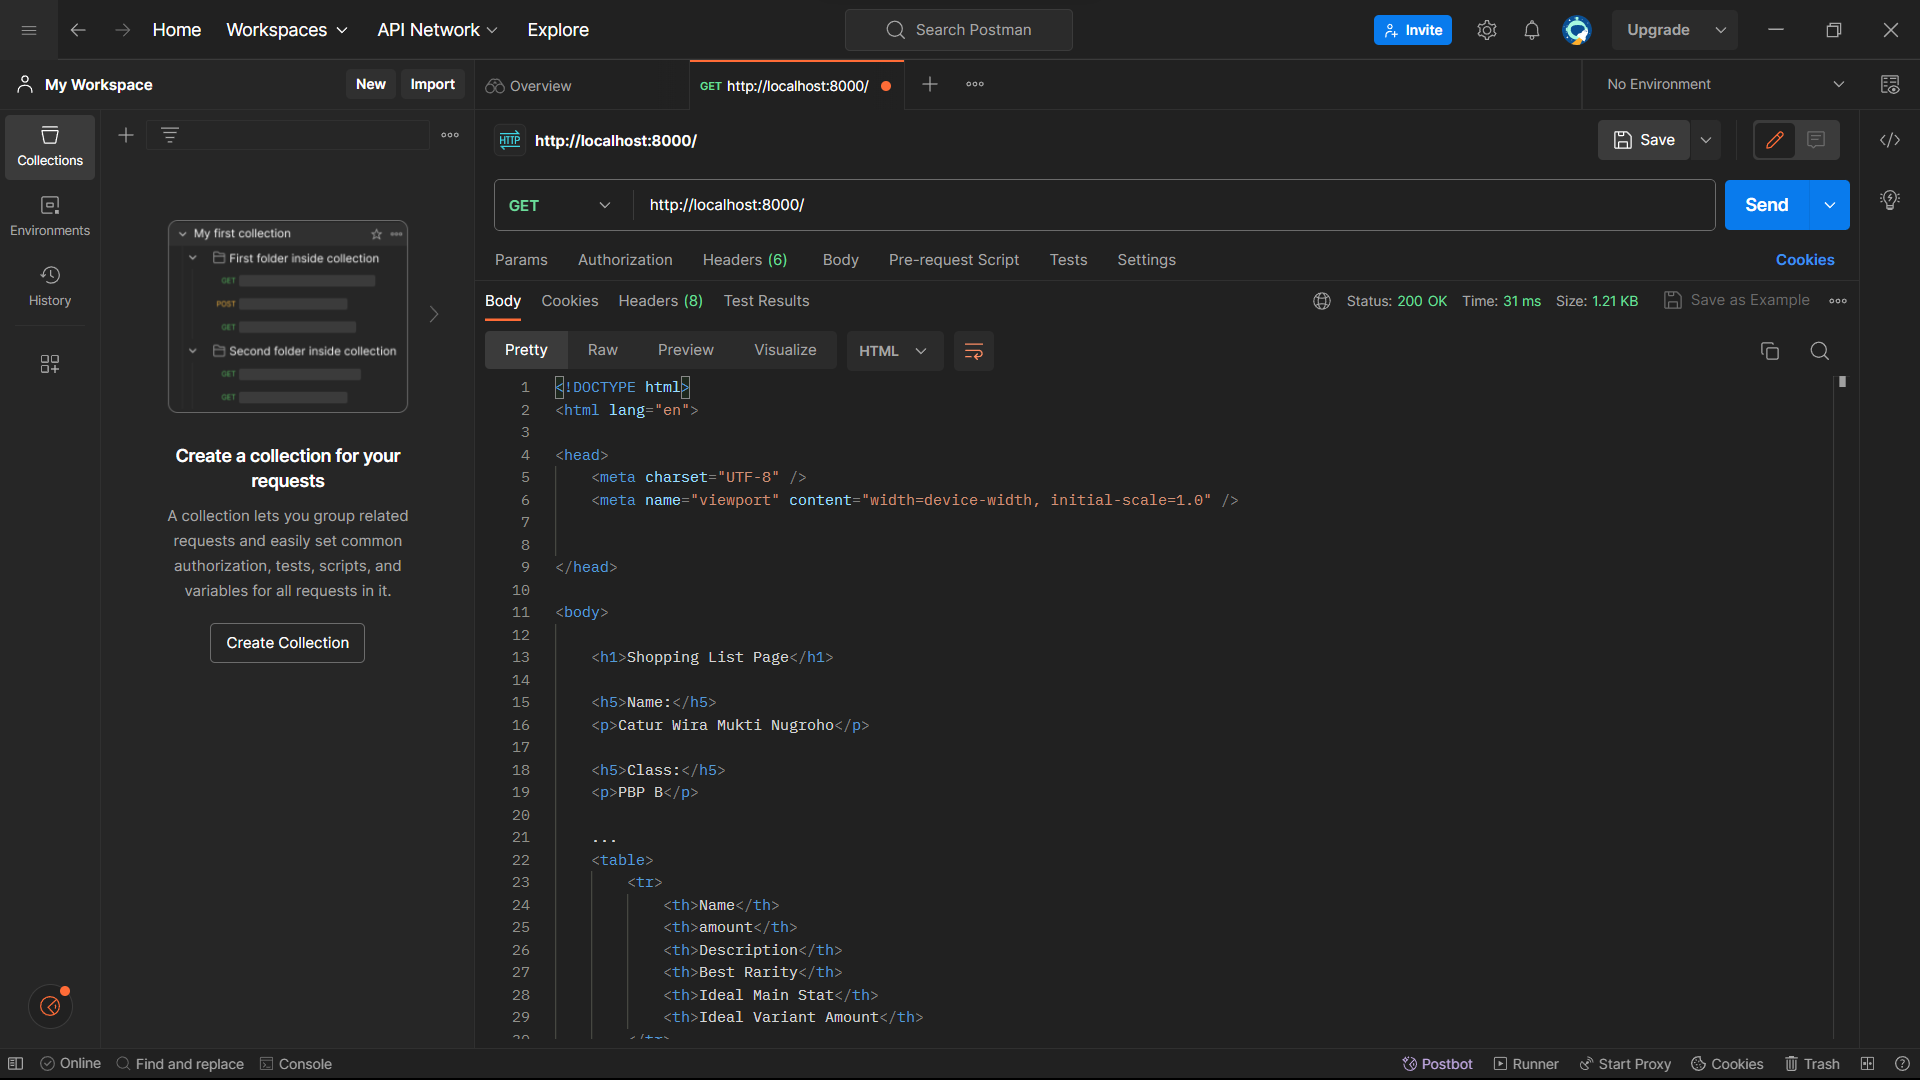 Home Workspaces API Network Explore
Search Postman
Invite
Upgrade
My Workspace
New Import
Overview
GET http://localhost:8000/
No Environment
Collections
Environments
History
My first collection
First folder inside collection
GET
POST
GET
Second folder inside collection
GET
GET
Create a collection for your
requests
A collection lets you group related
requests and easily set common
authorization, tests, scripts, and
variables for all requests in it.
Create Collection
HTTP http://localhost:8000/
Save
GET http://localhost:8000/
Send
Params Authorization Headers (6) Body Pre-request Script Tests Settings
Cookies
Body Cookies Headers (8) Test Results
Status: 200 OK Time: 31 ms Size: 1.21 KB Save as Example
Pretty Raw Preview Visualize HTML
1 <!DOCTYPE html>
2 <html lang="en">
3
4 <head>
5 <meta charset="UTF-8" />
6 <meta name="viewport" content="width=device-width, initial-scale=1.0" />
7
8
9 </head>
10
11 <body>
12
13 <h1>Shopping List Page</h1>
14
15 <h5>Name:</h5>
16 <p>Catur Wira Mukti Nugroho</p>
17
18 <h5>Class:</h5>
19 <p>PBP B</p>
20
21 ...
22 <table>
23 <tr>
24 <th>Name</th>
25 <th>amount</th>
26 <th>Description</th>
27 <th>Best Rarity</th>
28 <th>Ideal Main Stat</th>
29 <th>Ideal Variant Amount</th>
30 </tr>
Online Find and replace Console
Postbot Runner Start Proxy Cookies Trash